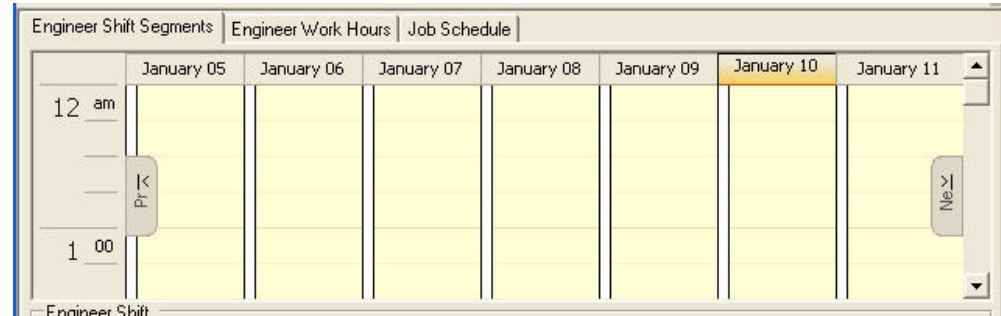 Engineer Shift Segments Engineer Work Hours Job Schedule
January 05 January 06 January 07 January 08 January 09 January 10 January 11
12 am
Pr
Ne
1 00
Engineer Shift